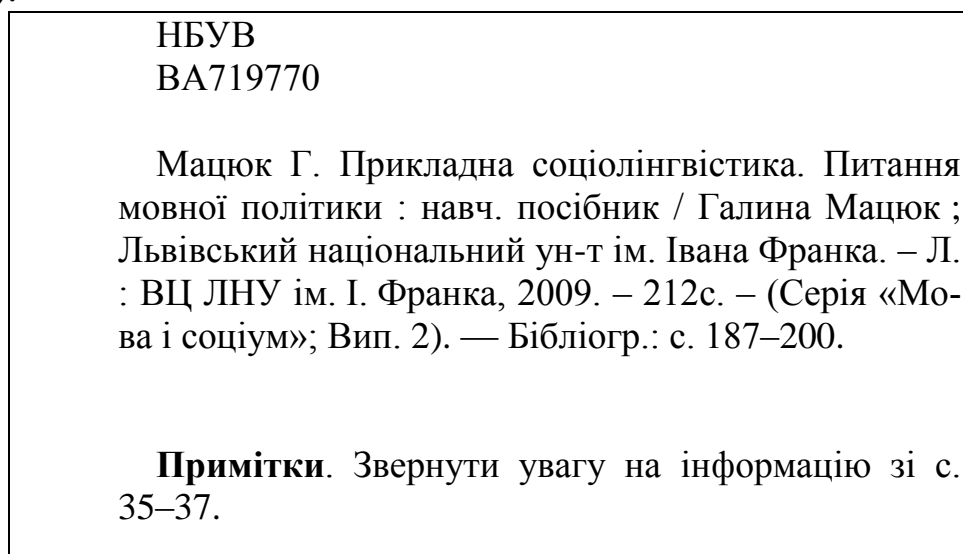 НБУВ
ВА719770
Мацюк Г. Прикладна соціолінгвістика. Питання
мовної політики : навч. посібник / Галина Мацюк ;
Львівський національний ун-т ім. Івана Франка. – Л.
: ВЦ ЛНУ ім. І. Франка, 2009. – 212с. – (Серія «Мо-
ва і соціум»; Вип. 2). — Бібліогр.: с. 187–200.
Примітки. Звернути увагу на інформацію зі с.
35–37.